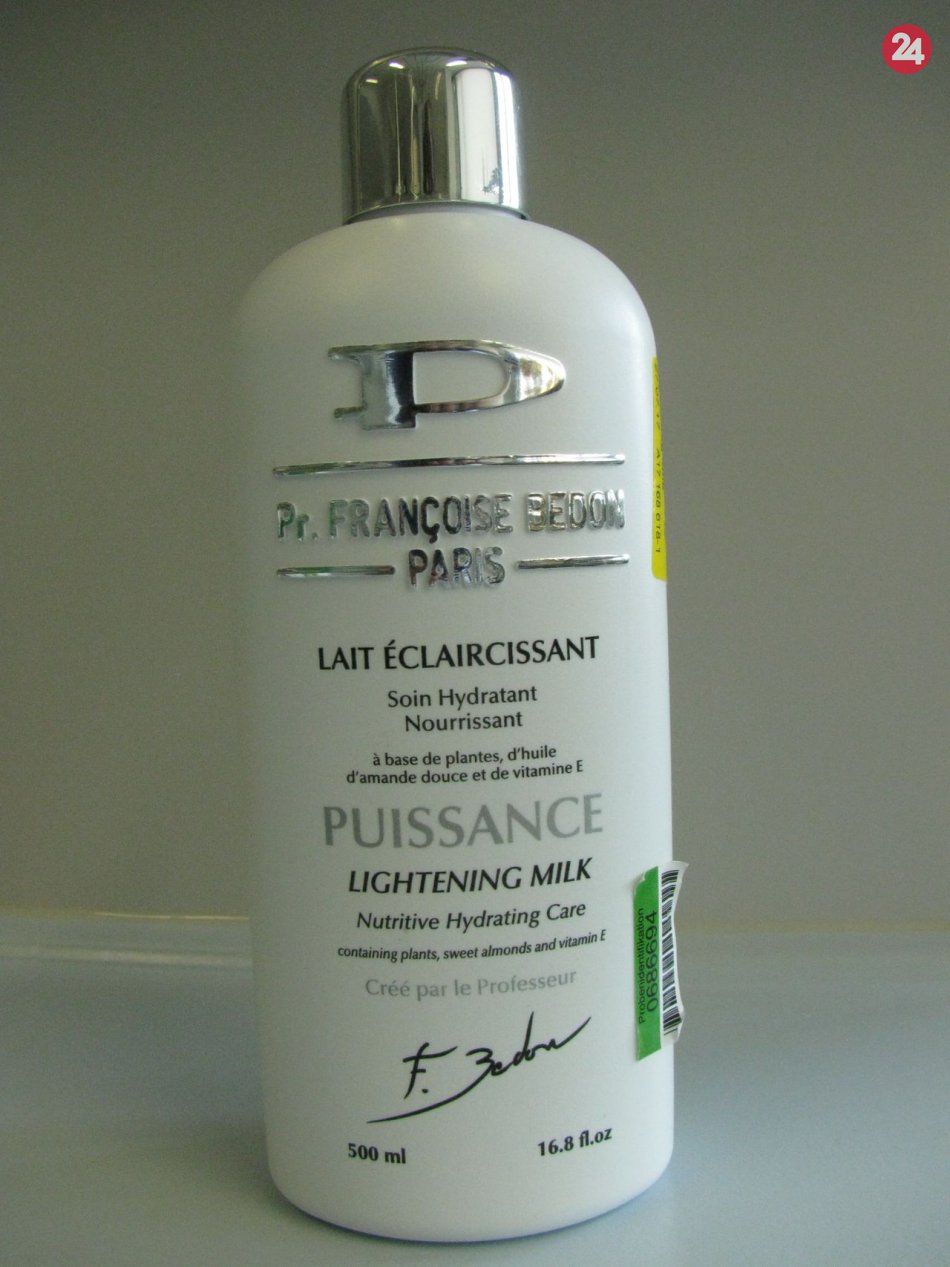 24
P
Pr. FRANÇOISE BEDON
PARIS
LAIT ÉCLAIRCISSANT
Soin Hydratant
Nourrissant
à base de plantes, d'huile
d'amande douce et de vitamine E
PUISSANCE
LIGHTENING MILK
Nutritive Hydrating Care
containing plants, sweet almonds and vitamin E
Créé par le Professeur
F. Bedon
500 ml
16.8 fl.oz
Probenidentifikation
0686694